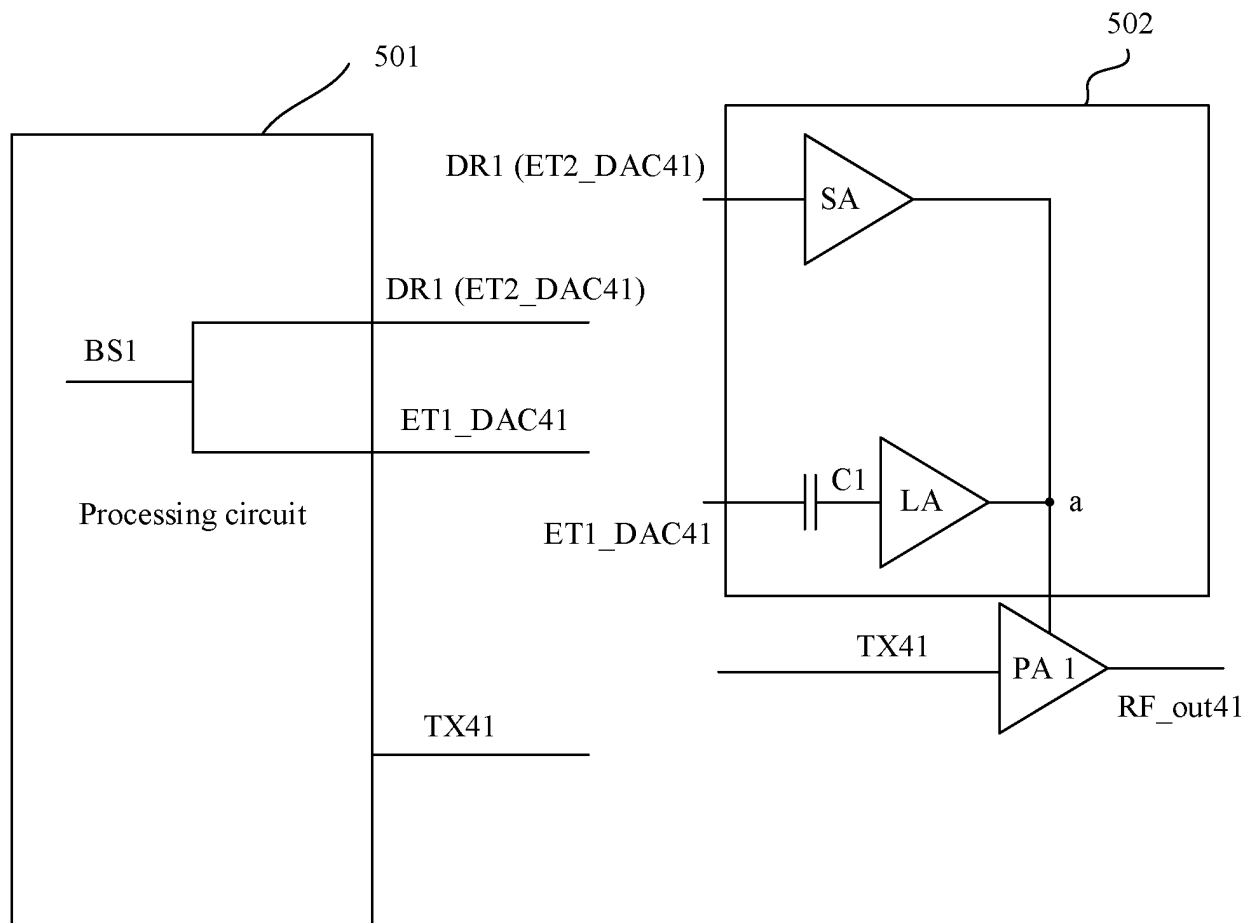 501
502
DR1 (ET2_DAC41)
SA
DR1 (ET2_DAC41)
BS1
ET1_DAC41
C1
LA
a
Processing circuit
ET1_DAC41
TX41
PA 1
RF_out41
TX41